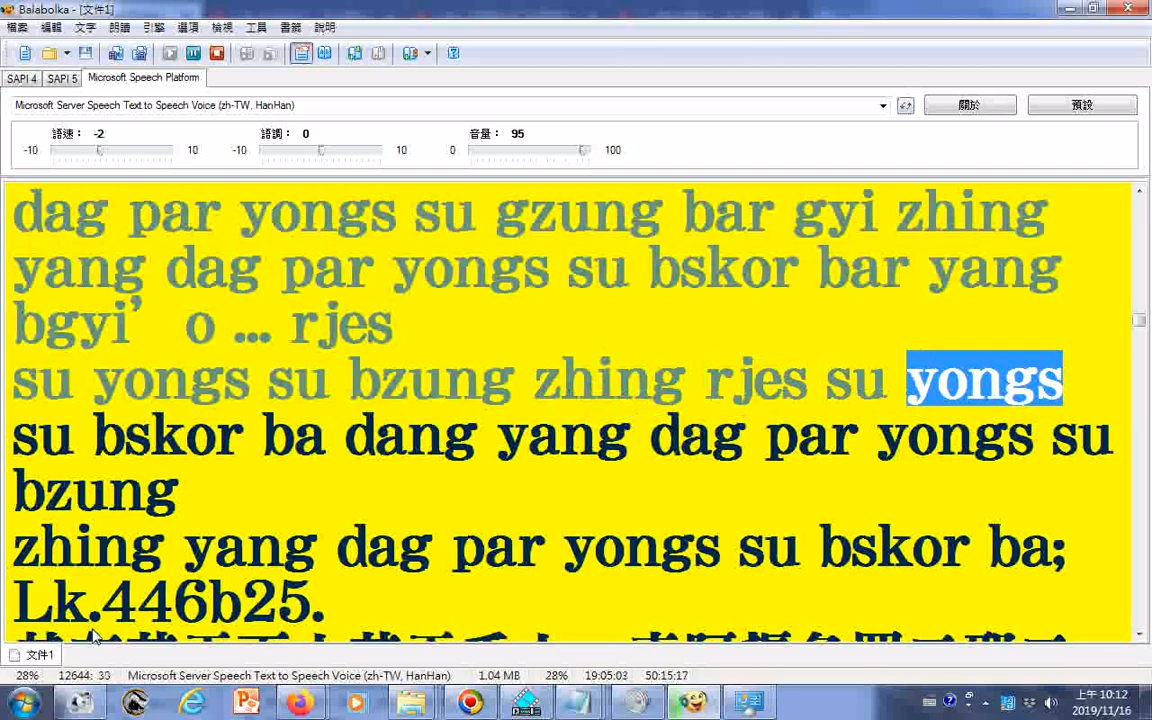 Balabolka - [文件1]
檔案 編輯 文字 朗讀 引擎 選項 檢視 工具 書籤 說明
SAPI 4 SAPI 5 Microsoft Speech Platform
Microsoft Server Speech Text to Speech Voice (zh-TW, HanHan) 關於 預設
語速： -2 語調： 0 音量： 95
-10 10 -10 10 0 100
dag par yongs su gzung bar gyi zhing
yang dag par yongs su bskor bar yang
bgyi’ o ... rjes
su yongs su bzung zhing rjes su yongs
su bskor ba dang yang dag par yongs su
bzung
zhing yang dag par yongs su bskor ba;
Lk.446b25.
文件1
28% 12644: 30 Microsoft Server Speech Text to Speech Voice (zh-TW, HanHan) 1.04 MB 28% 19:05:03 50:15:17
上午 10:12
2019/11/16